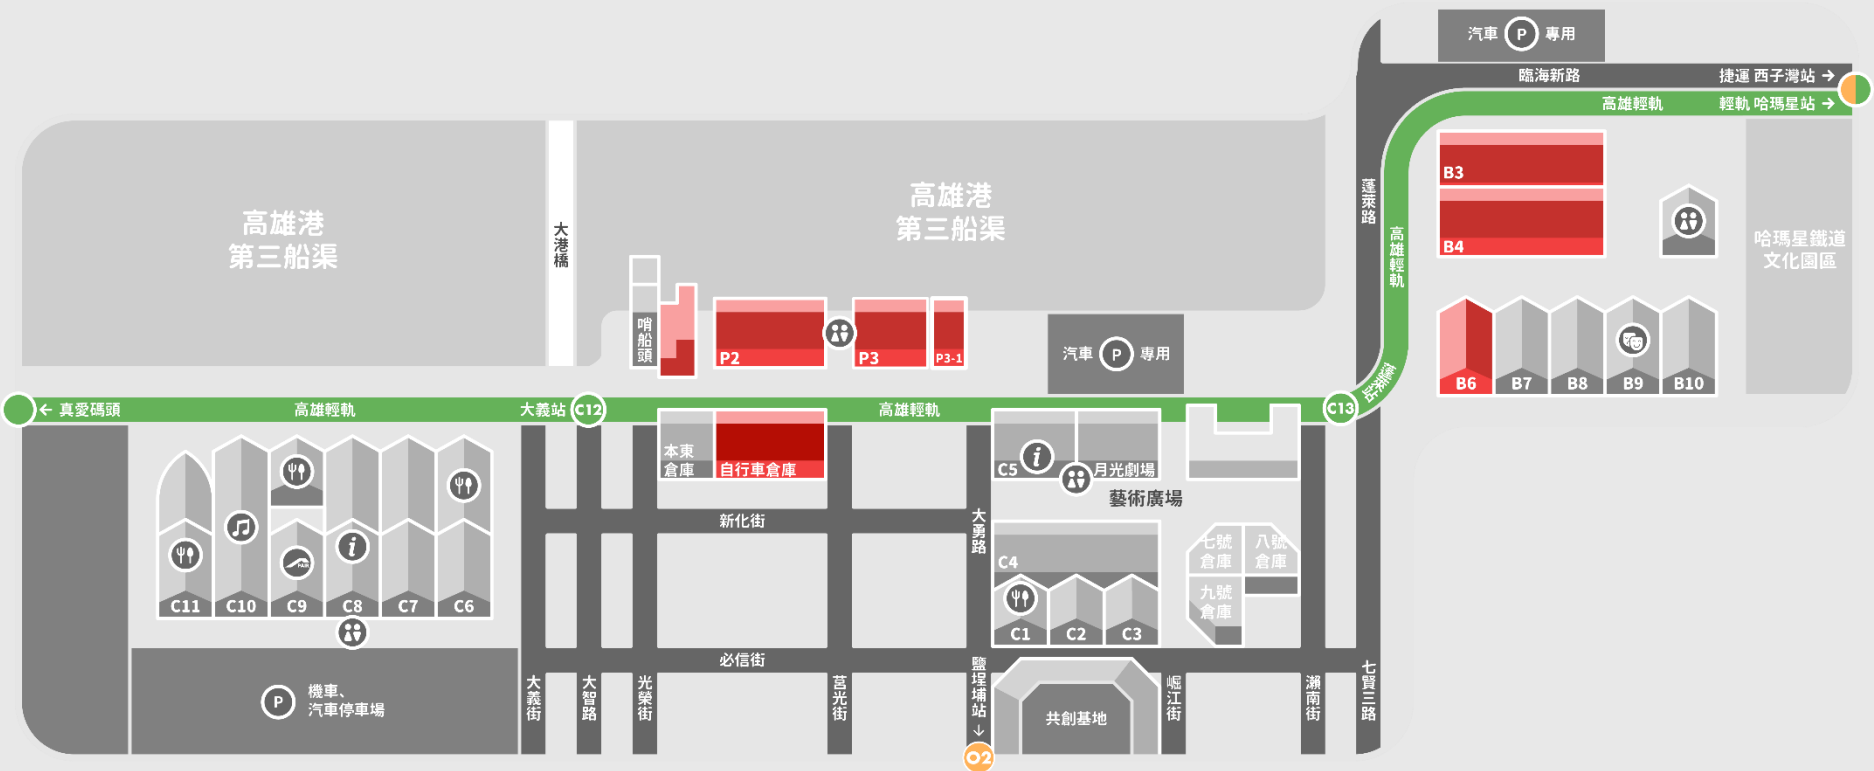 汽車 P 專用
臨海新路
捷運 西子灣站 →
高雄輕軌
輕軌 哈瑪星站 →
高雄港
第三船渠
大港橋
高雄港
第三船渠
蓬萊路
高雄輕軌
B3
B4
哈瑪星鐵道
文化園區
哨船頭
P2
P3
P3-1
汽車 P 專用
蓬萊站
B6
B7
B8
B9
B10
← 真愛碼頭
高雄輕軌
大義站
C12
高雄輕軌
C13
本東
倉庫
自行車倉庫
C5
i
月光劇場
藝術廣場
新化街
大勇路
C4
七號
倉庫
八號
倉庫
九號
倉庫
C1
C2
C3
i
PAIR
C11
C10
C9
C8
C7
C6
必信街
P
機車、
汽車停車場
大義街
大智路
光榮街
莒光街
鹽埕埔站 ↓
O2
共創基地
崛江街
瀨南街
七賢三路